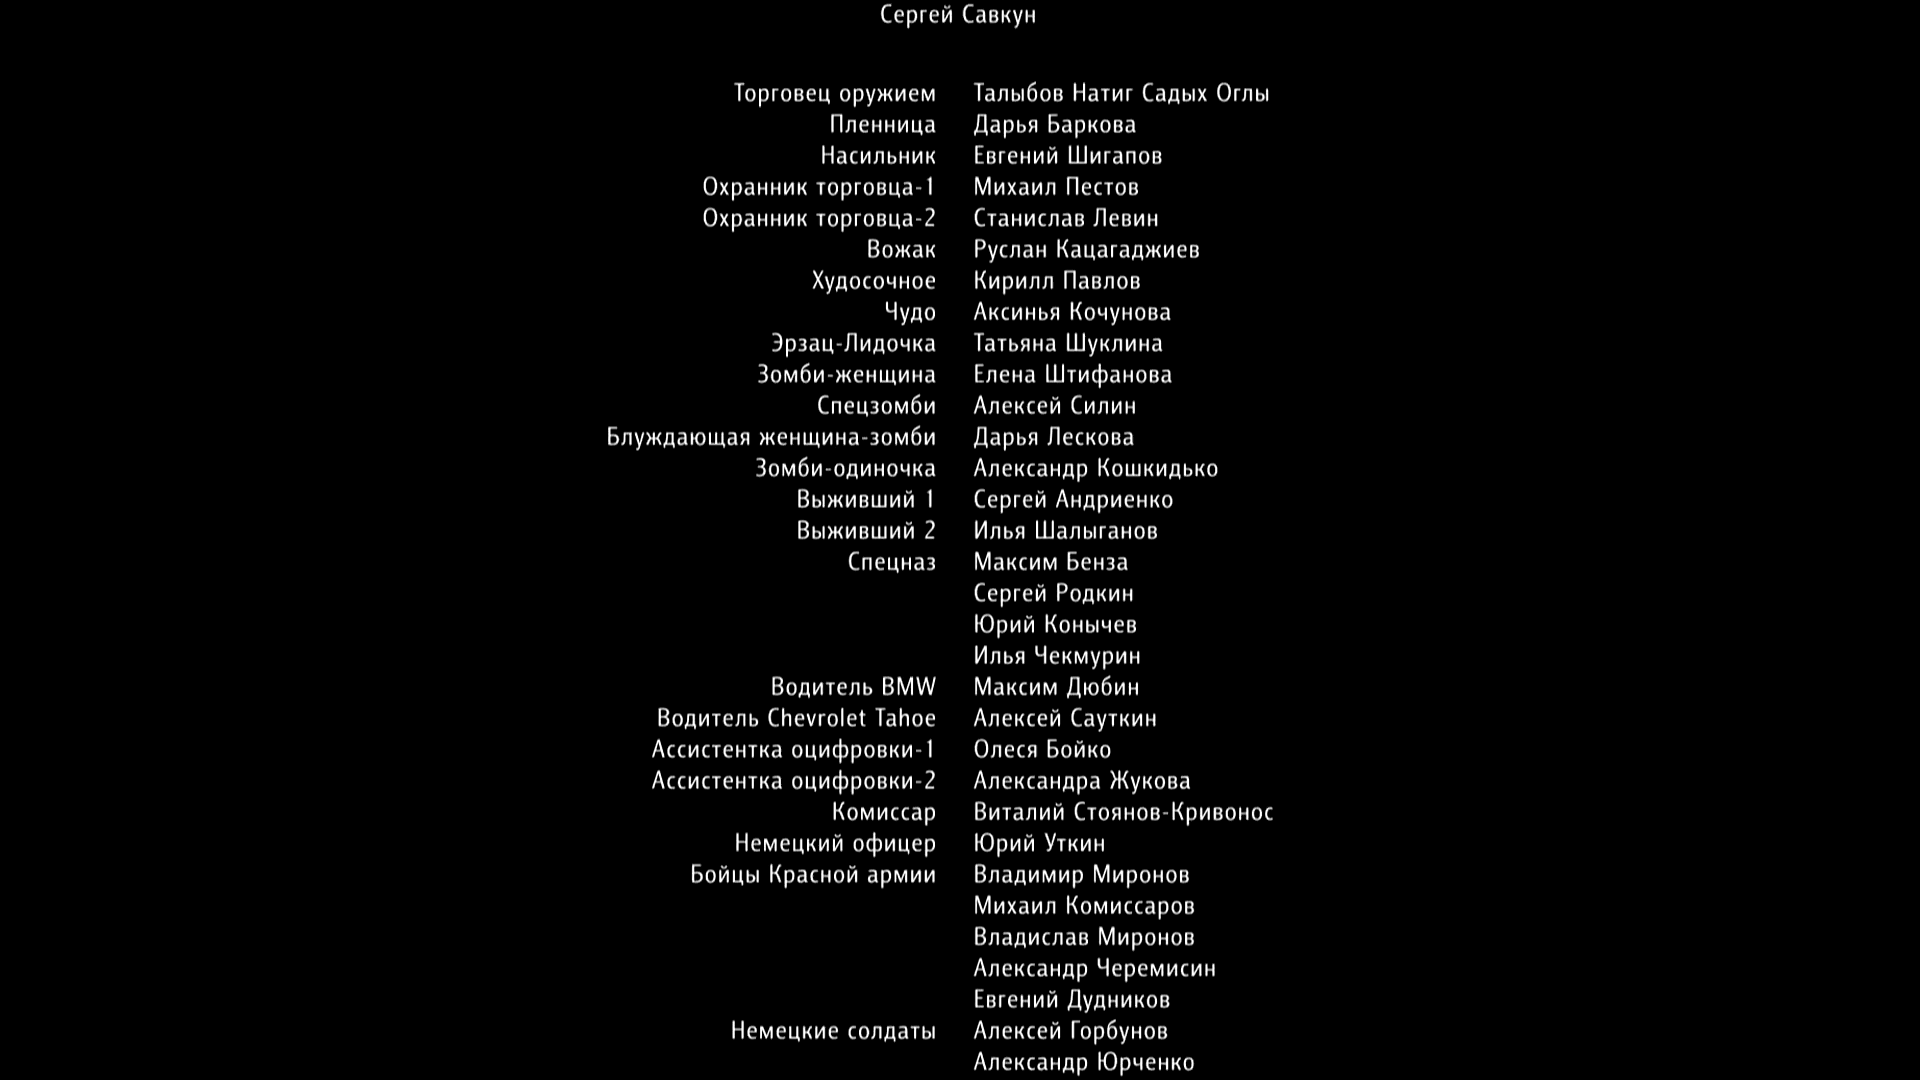 Сергей Савкун
Торговец оружием Талыбов Натиг Садых Оглы
Пленница Дарья Баркова
Насильник Евгений Шигапов
Охранник торговца-1 Михаил Пестов
Охранник торговца-2 Станислав Левин
Вожак Руслан Кацагаджиев
Худосочное Кирилл Павлов
Чудо Аксинья Кочунова
Эрзац-Лидочка Татьяна Шуклина
Зомби-женщина Елена Штифанова
Спецзомби Алексей Силин
Блуждающая женщина-зомби Дарья Лескова
Зомби-одиночка Александр Кошкидько
Выживший 1 Сергей Андриенко
Выживший 2 Илья Шалыганов
Спецназ Максим Бенза
Сергей Родкин
Юрий Конычев
Илья Чекмурин
Водитель BMW Максим Дюбин
Водитель Chevrolet Tahoe Алексей Сауткин
Ассистентка оцифровки-1 Олеся Бойко
Ассистентка оцифровки-2 Александра Жукова
Комиссар Виталий Стоянов-Кривонос
Немецкий офицер Юрий Уткин
Бойцы Красной армии Владимир Миронов
Михаил Комиссаров
Владислав Миронов
Александр Черемисин
Евгений Дудников
Немецкие солдаты Алексей Горбунов
Александр Юрченко